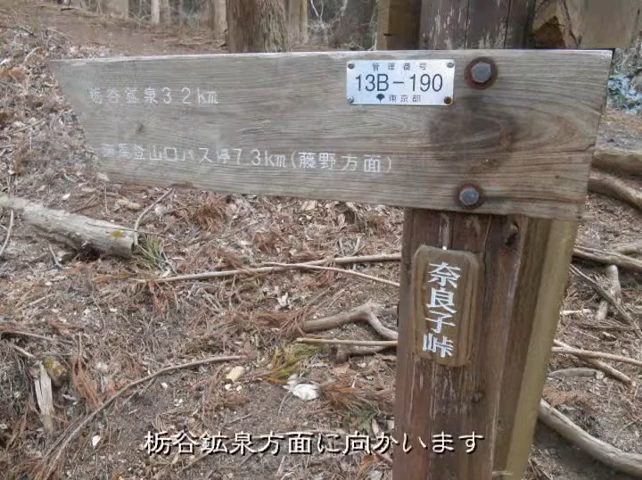 管理番号
13B-190
東京都
栃谷鉱泉3.2km
登山口バス停7.3km(藤野方面)
奈良子峠
栃谷鉱泉方面に向かいます